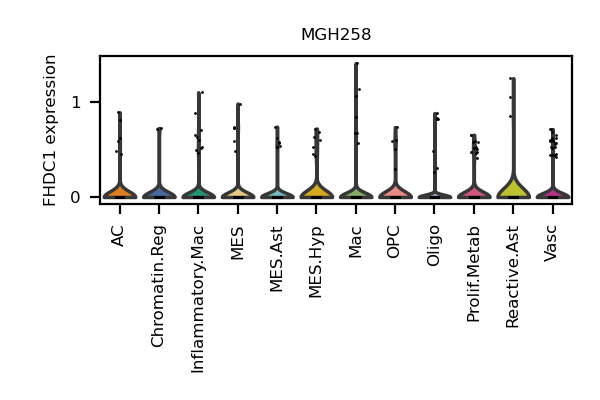 MGH258
FHDC1 expression
1
0
AC
Chromatin.Reg
Inflammatory.Mac
MES
MES.Ast
MES.Hyp
Mac
OPC
Oligo
Prolif.Metab
Reactive.Ast
Vasc